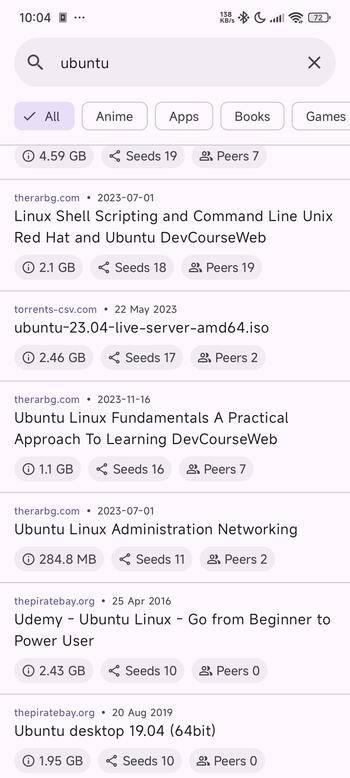 10:04 ... 138 KB/s 72
ubuntu
All Anime Apps Books Games
4.59 GB Seeds 19 Peers 7
therarbg.com • 2023-07-01
Linux Shell Scripting and Command Line Unix
Red Hat and Ubuntu DevCourseWeb
2.1 GB Seeds 18 Peers 19
torrents-csv.com • 22 May 2023
ubuntu-23.04-live-server-amd64.iso
2.46 GB Seeds 17 Peers 2
therarbg.com • 2023-11-16
Ubuntu Linux Fundamentals A Practical
Approach To Learning DevCourseWeb
1.1 GB Seeds 16 Peers 7
therarbg.com • 2023-07-01
Ubuntu Linux Administration Networking
284.8 MB Seeds 11 Peers 2
thepiratebay.org • 25 Apr 2016
Udemy - Ubuntu Linux - Go from Beginner to
Power User
2.43 GB Seeds 10 Peers 0
thepiratebay.org • 20 Aug 2019
Ubuntu desktop 19.04 (64bit)
1.95 GB Seeds 10 Peers 0